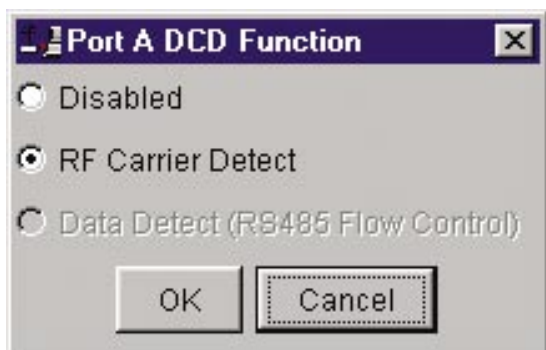 Port A DCD Function
Disabled
RF Carrier Detect
Data Detect (RS485 Flow Control)
OK
Cancel